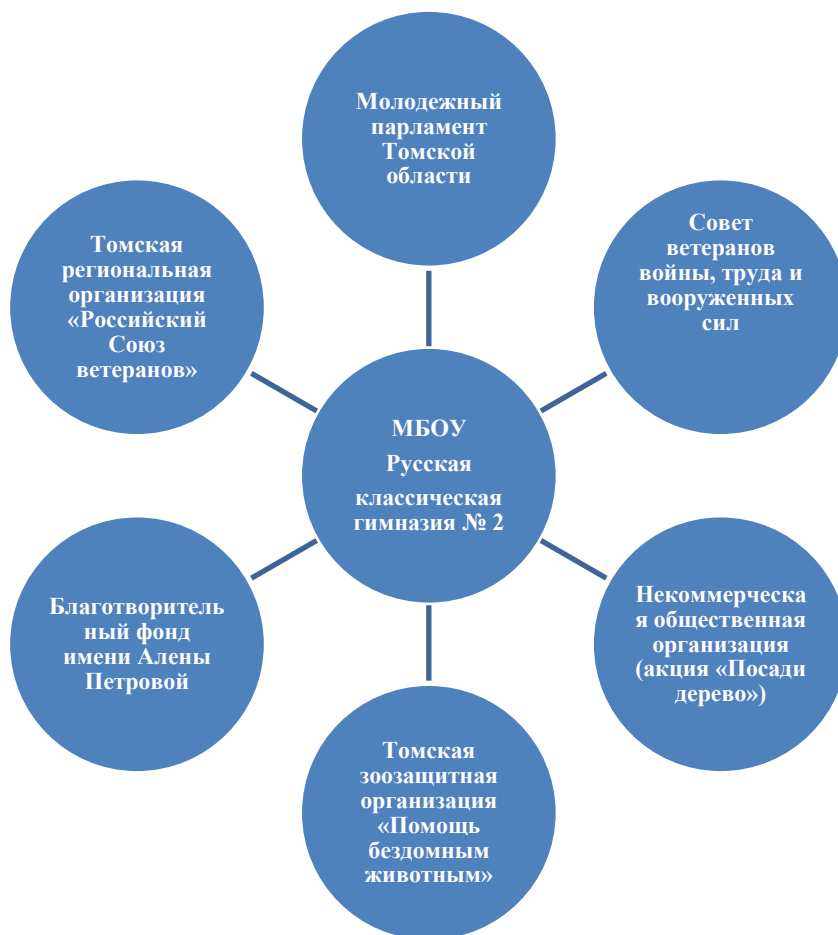 Молодежный
парламент
Томской
области
Томская
региональная
организация
«Российский
Союз
ветеранов»
Совет
ветеранов
войны, труда и
вооруженных
сил
МБОУ
Русская
классическая
гимназия № 2
Благотворитель
ный фонд
имени Алены
Петровой
Некоммерческа
я общественная
организация
(акция «Посади
дерево»)
Томская
зоозащитная
организация
«Помощь
бездомным
животным»